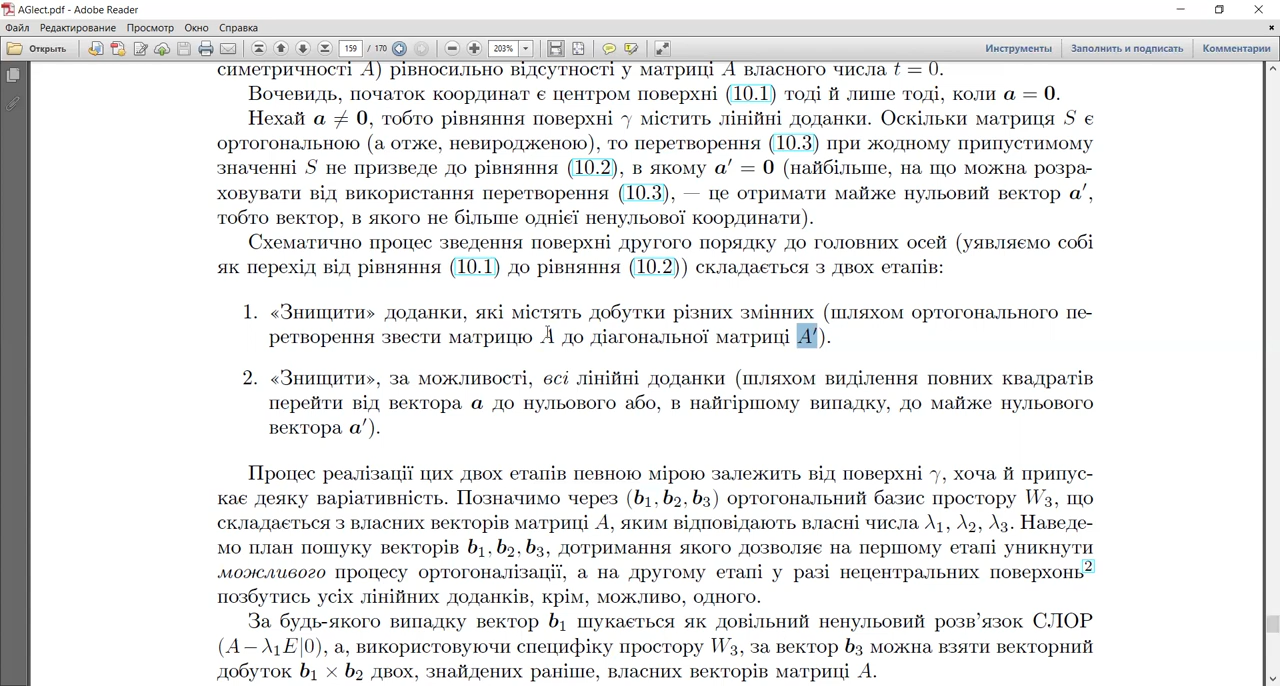 AGlect.pdf - Adobe Reader
Файл Редактирование Просмотр Окно Справка
Открыть 159 / 170 203% Инструменты Заполнить и подписать Комментарии
симетричності A) рівносильно відсутності у матриці A власного числа t = 0.
Вочевидь, початок координат є центром поверхні (10.1) тоді й лише тоді, коли a = 0.
Нехай a ≠ 0, тобто рівняння поверхні γ містить лінійні доданки. Оскільки матриця S є
ортогональною (а отже, невиродженою), то перетворення (10.3) при жодному припустимому
значенні S не призведе до рівняння (10.2), в якому a′ = 0 (найбільше, на що можна розра-
ховувати від використання перетворення (10.3), — це отримати майже нульовий вектор a′,
тобто вектор, в якого не більше однієї ненульової координати).
Схематично процес зведення поверхні другого порядку до головних осей (уявляємо собі
як перехід від рівняння (10.1) до рівняння (10.2)) складається з двох етапів:
1. «Знищити» доданки, які містять добутки різних змінних (шляхом ортогонального пе-
ретворення звести матрицю A до діагональної матриці A′).
2. «Знищити», за можливості, всі лінійні доданки (шляхом виділення повних квадратів
перейти від вектора a до нульового або, в найгіршому випадку, до майже нульового
вектора a′).
Процес реалізації цих двох етапів певною мірою залежить від поверхні γ, хоча й припус-
кає деяку варіативність. Позначимо через (b₁, b₂, b₃) ортогональний базис простору W₃, що
складається з власних векторів матриці A, яким відповідають власні числа λ₁, λ₂, λ₃. Наведе-
мо план пошуку векторів b₁, b₂, b₃, дотримання якого дозволяє на першому етапі уникнути
можливого процесу ортогоналізації, а на другому етапі у разі нецентральних поверхонь²
позбутись усіх лінійних доданків, крім, можливо, одного.
За будь-якого випадку вектор b₁ шукається як довільний ненульовий розв'язок СЛОР
(A − λ₁E|0), а, використовуючи специфіку простору W₃, за вектор b₃ можна взяти векторний
добуток b₁ × b₂ двох, знайдених раніше, власних векторів матриці A.